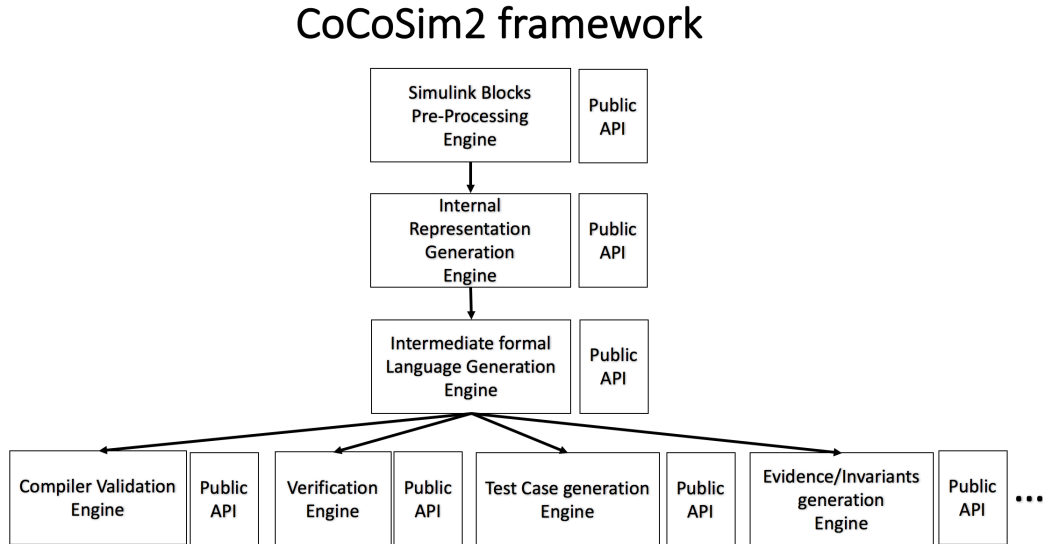 CoCoSim2 framework
Simulink Blocks
Pre-Processing
Engine
Public
API
Internal
Representation
Generation
Engine
Public
API
Intermediate formal
Language Generation
Engine
Public
API
Compiler Validation
Engine
Public
API
Verification
Engine
Public
API
Test Case generation
Engine
Public
API
Evidence/Invariants
generation
Engine
Public
API
...